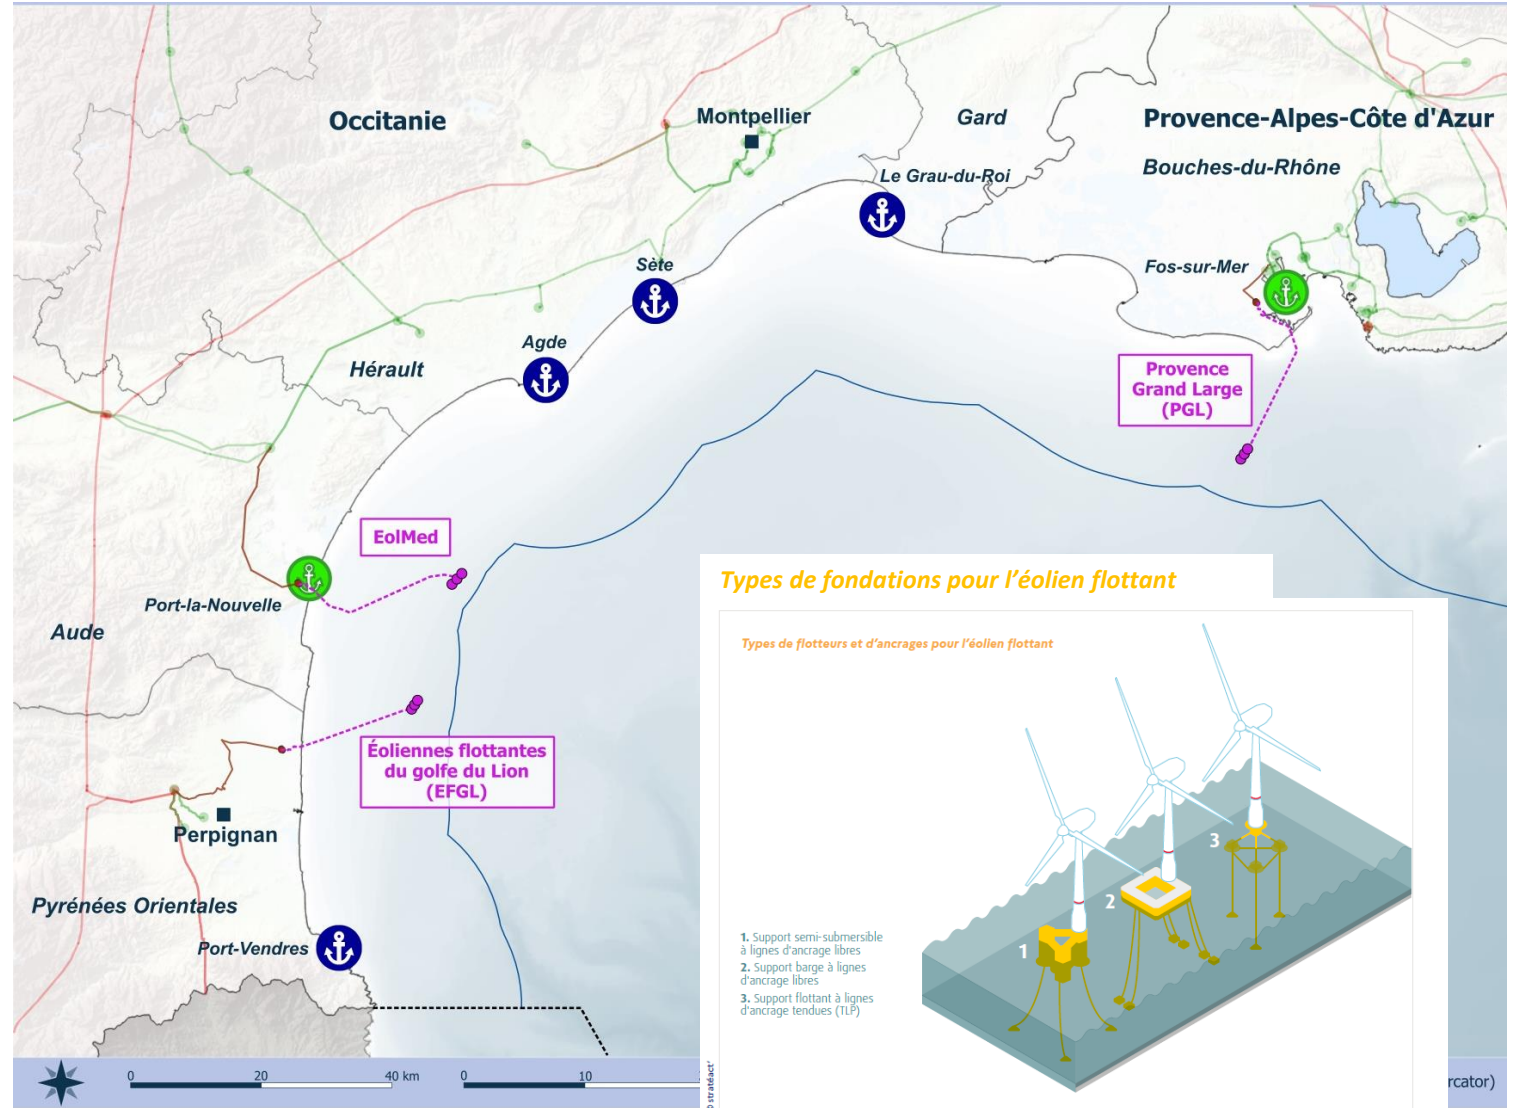 Occitanie
Montpellier
Gard
Provence-Alpes-Côte d'Azur
Bouches-du-Rhône
Le Grau-du-Roi
Sète
Fos-sur-Mer
Agde
Hérault
Provence
Grand Large
(PGL)
EolMed
Port-la-Nouvelle
Aude
Éoliennes flottantes
du golfe du Lion
(EFGL)
Perpignan
Pyrénées Orientales
Port-Vendres
0 20 40 km
0 10
rcator)
Types de fondations pour l'éolien flottant
Types de flotteurs et d'ancrages pour l'éolien flottant
1
2
3
1. Support semi-submersible
à lignes d'ancrage libres
2. Support barge à lignes
d'ancrage libres
3. Support flottant à lignes
d'ancrage tendues (TLP)
© stratéact'